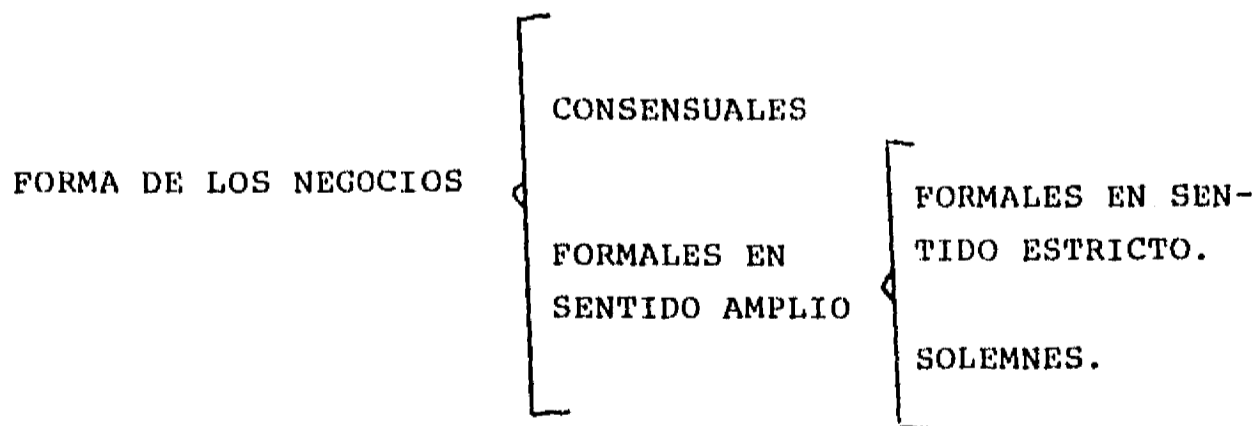 FORMA DE LOS NEGOCIOS
CONSENSUALES
FORMALES EN
SENTIDO AMPLIO
FORMALES EN SEN-
TIDO ESTRICTO.
SOLEMNES.